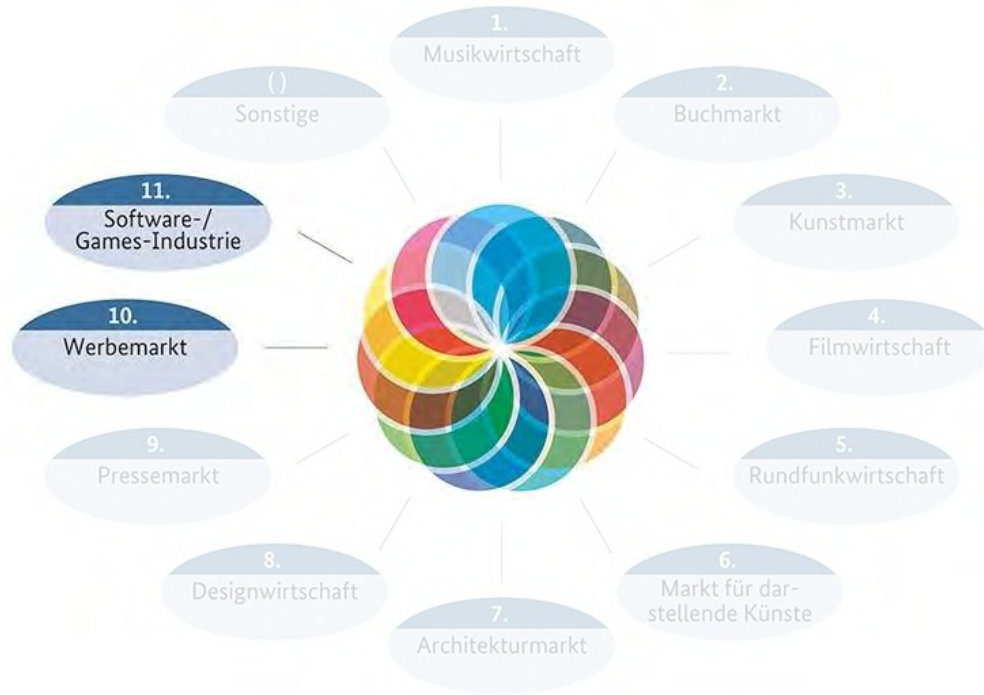 1.
Musikwirtschaft
2.
Buchmarkt
3.
Kunstmarkt
4.
Filmwirtschaft
5.
Rundfunkwirtschaft
6.
Markt für dar-
stellende Künste
7.
Architekturmarkt
8.
Designwirtschaft
9.
Pressemarkt
10.
Werbemarkt
11.
Software-/
Games-Industrie
( )
Sonstige